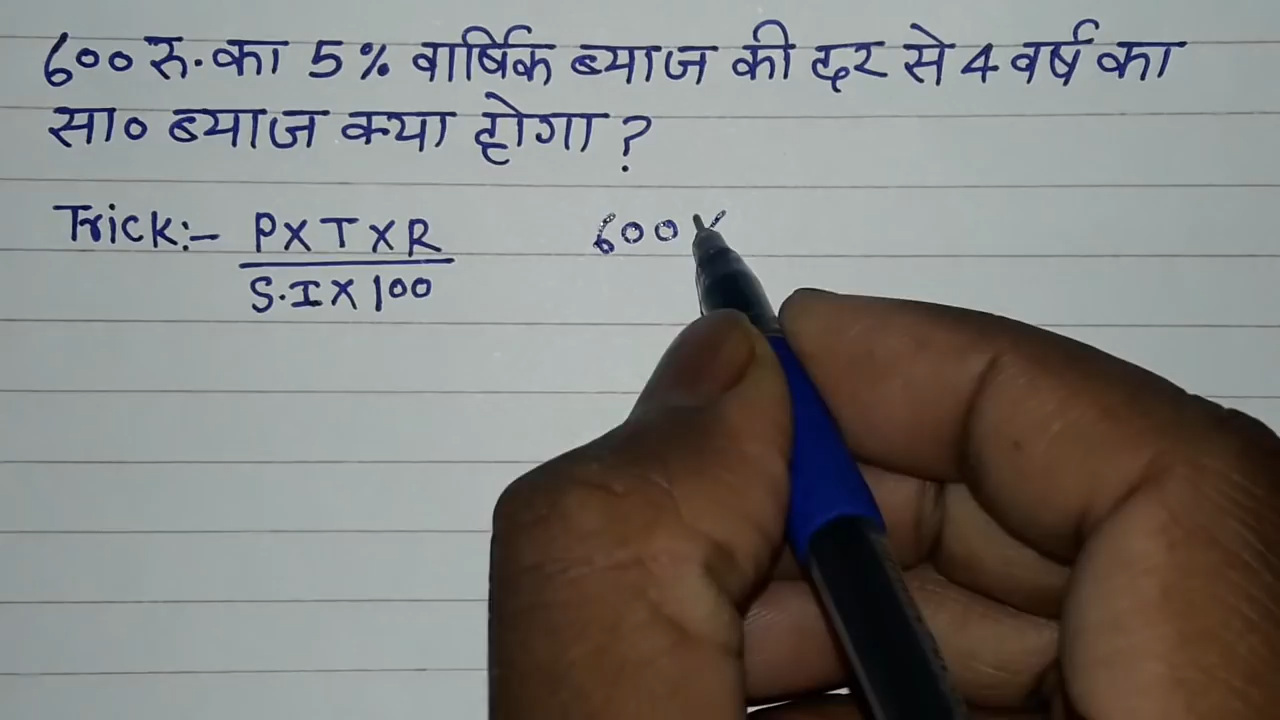 600 रु. का 5% वार्षिक ब्याज की दर से 4 वर्ष का
सा० ब्याज क्या होगा ?
Trick:- P×T×R 600×
S.I×100